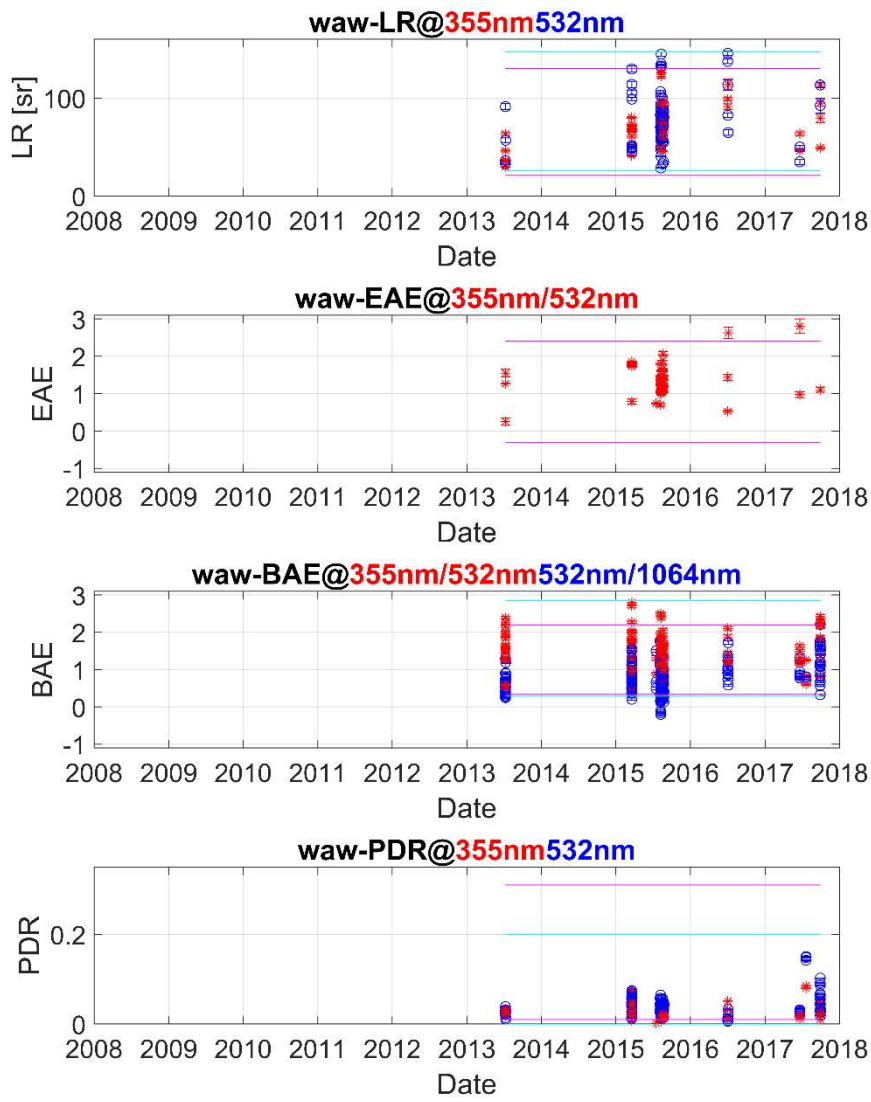 waw-LR@355nm532nm
LR [sr]
100
0
2008 2009 2010 2011 2012 2013 2014 2015 2016 2017 2018
Date
waw-EAE@355nm/532nm
EAE
3
2
1
0
-1
2008 2009 2010 2011 2012 2013 2014 2015 2016 2017 2018
Date
waw-BAE@355nm/532nm532nm/1064nm
BAE
3
2
1
0
-1
2008 2009 2010 2011 2012 2013 2014 2015 2016 2017 2018
Date
waw-PDR@355nm532nm
PDR
0.2
0
2008 2009 2010 2011 2012 2013 2014 2015 2016 2017 2018
Date